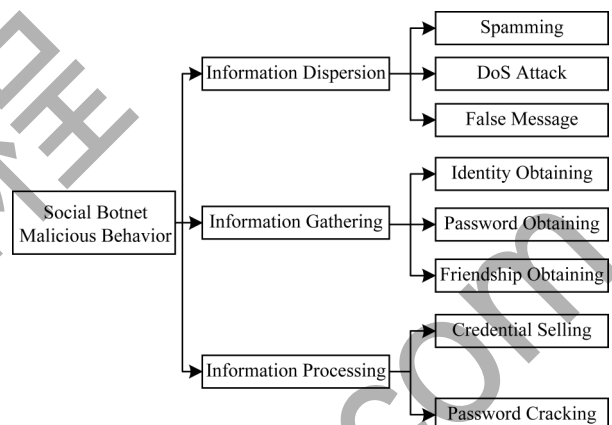 Spamming
Information Dispersion
DoS Attack
False Message
Social Botnet
Malicious Behavior
Information Gathering
Identity Obtaining
Password Obtaining
Friendship Obtaining
Information Processing
Credential Selling
Password Cracking
com